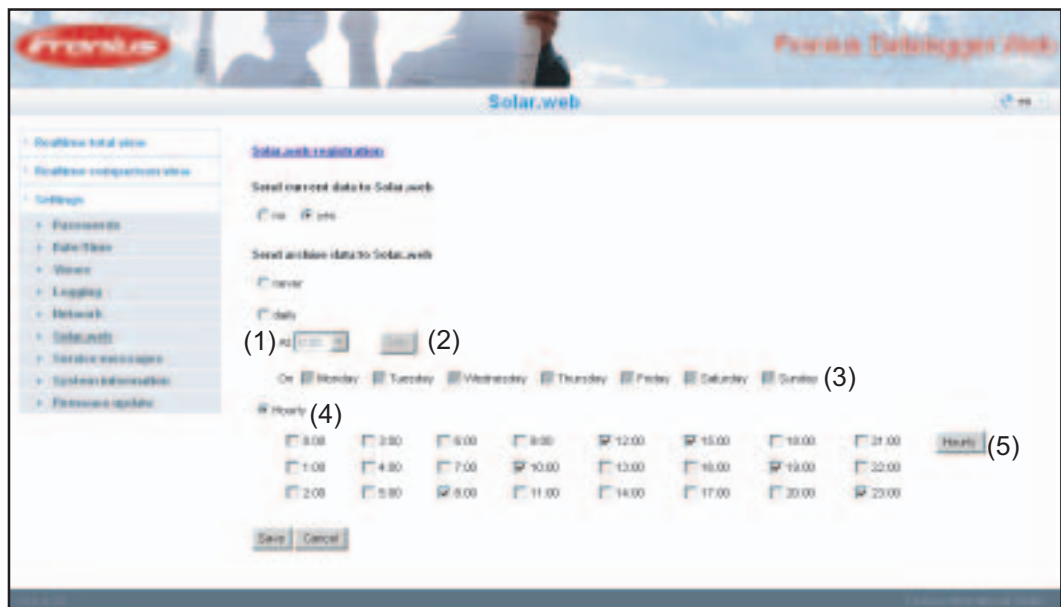 Fronius
Fronius Datalogger Web
Solar.web
en
Realtime total view
Realtime comparison view
Settings
Passwords
Date/Time
Views
Logging
Network
Solar.web
Service messages
System information
Firmware update
Solar.web registration
Send current data to Solar.web
no yes
Send archive data to Solar.web
never
daily
(1) At 0:00 (2)
On Monday Tuesday Wednesday Thursday Friday Saturday Sunday (3)
Hourly (4)
0:00 3:00 6:00 9:00 12:00 15:00 18:00 21:00 Hourly (5)
1:00 4:00 7:00 10:00 13:00 16:00 19:00 22:00
2:00 5:00 8:00 11:00 14:00 17:00 20:00 23:00
Save Cancel